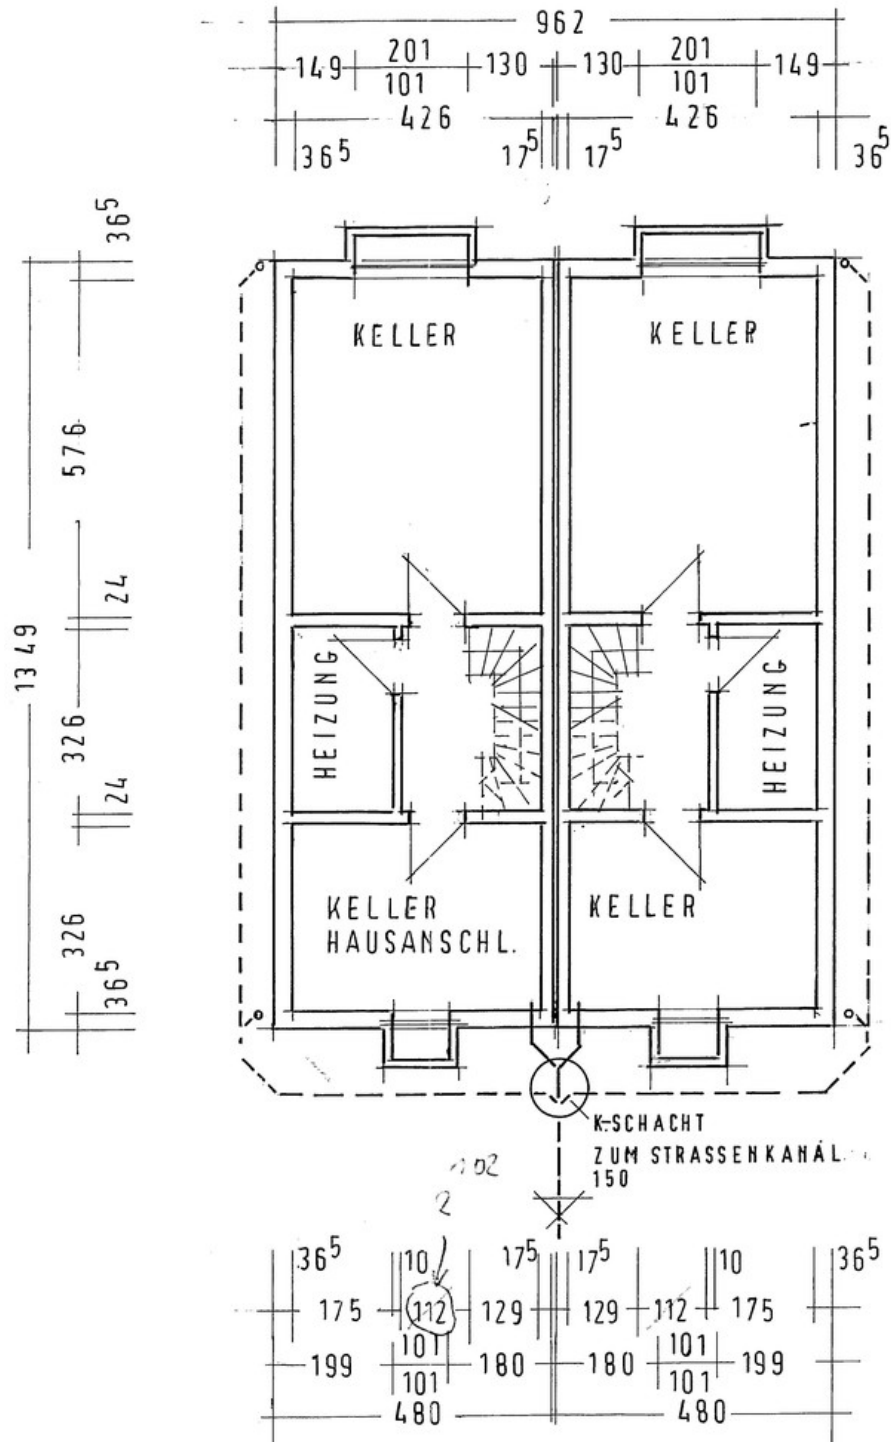 962
149 201 130 130 201 149
101 101
426 426
36⁵ 17⁵ 17⁵ 36⁵
36⁵
KELLER KELLER
576
24
1349
HEIZUNG HEIZUNG
326
24
KELLER
HAUSANSCHL.
KELLER
326
36⁵
K-SCHACHT
ZUM STRASSENKANAL
150
102
2
36⁵ 10 17⁵ 17⁵ 10 36⁵
175 112 129 129 112 175
101 101
199 180 180 199
101 101
480 480